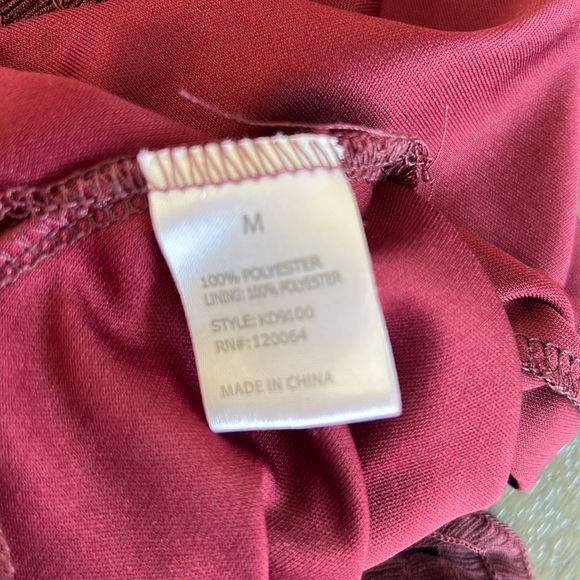 M
100% POLYESTER
LINING: 100% POLYESTER
STYLE: KD9100
RN#: 120064
MADE IN CHINA